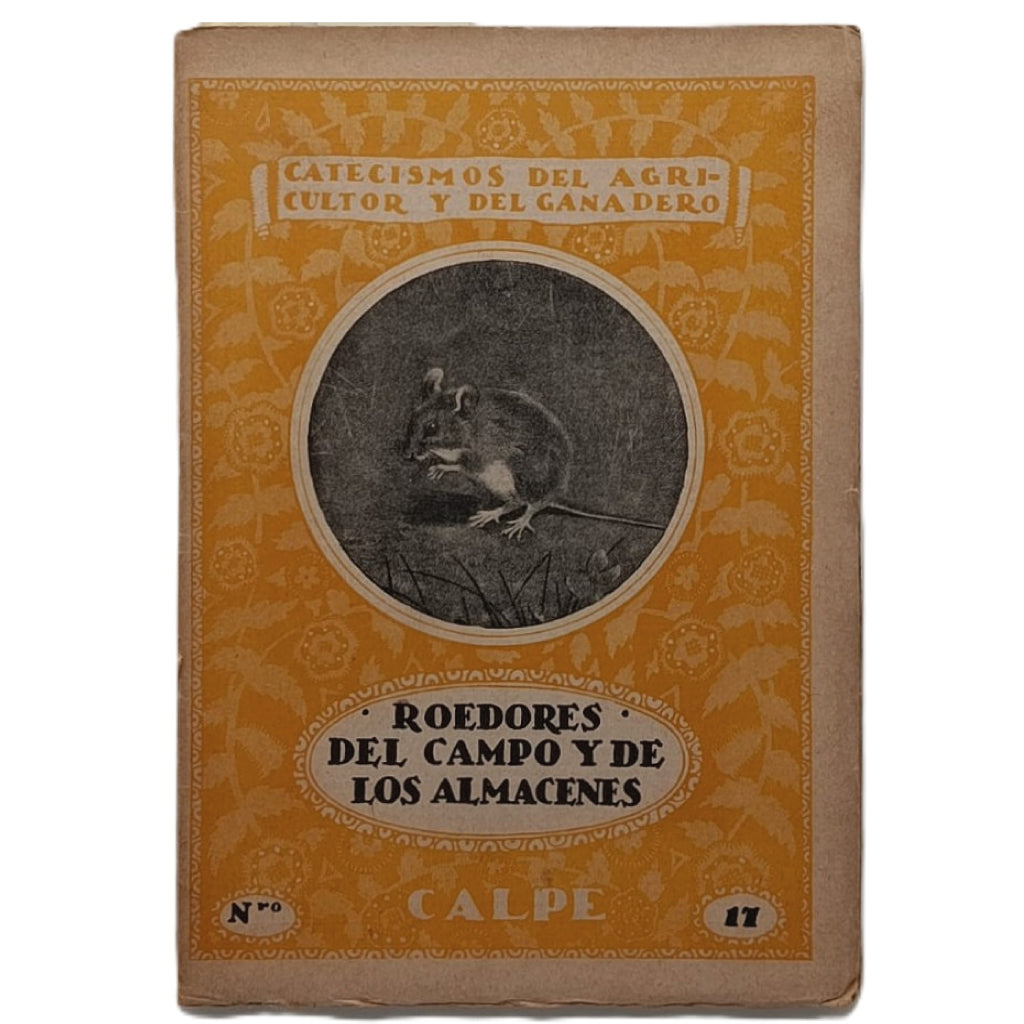 CATECISMOS DEL AGRI-
CULTOR Y DEL GANADERO
· ROEDORES ·
DEL CAMPO Y DE
LOS ALMACENES
CALPE
Nro 17